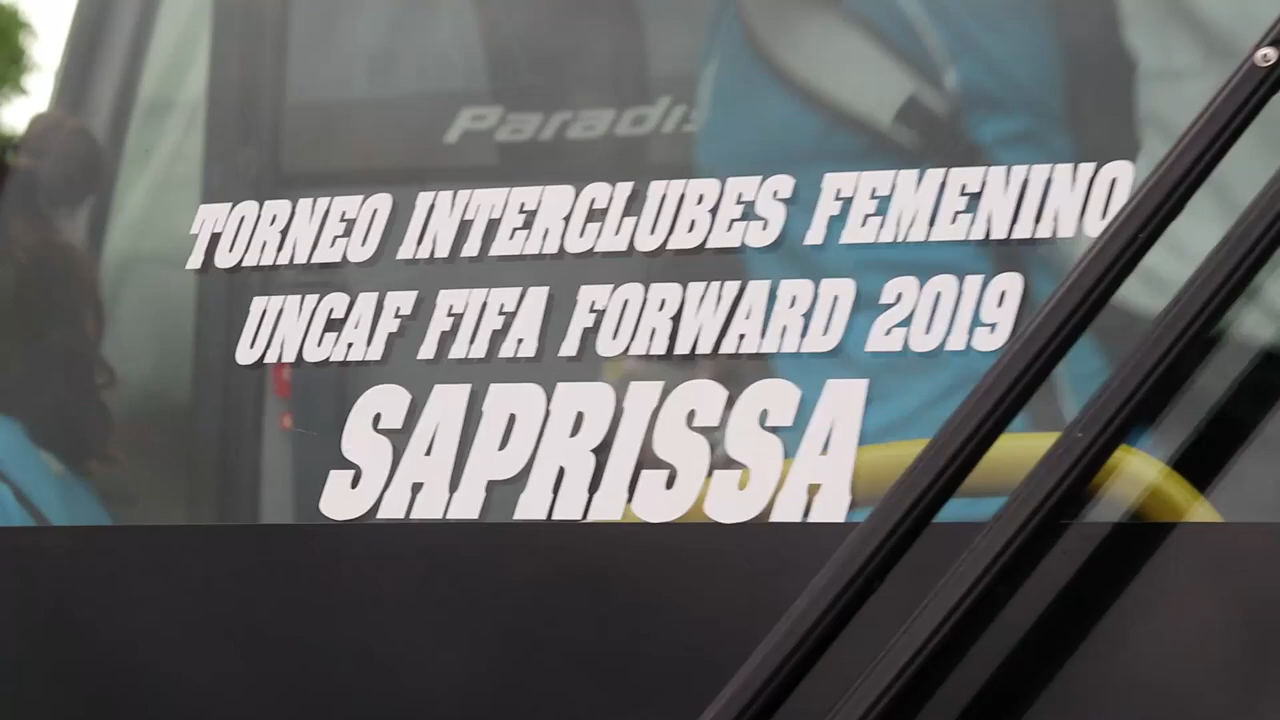 Paradis
TORNEO INTERCLUBES FEMENINO
UNCAF FIFA FORWARD 2019
SAPRISSA